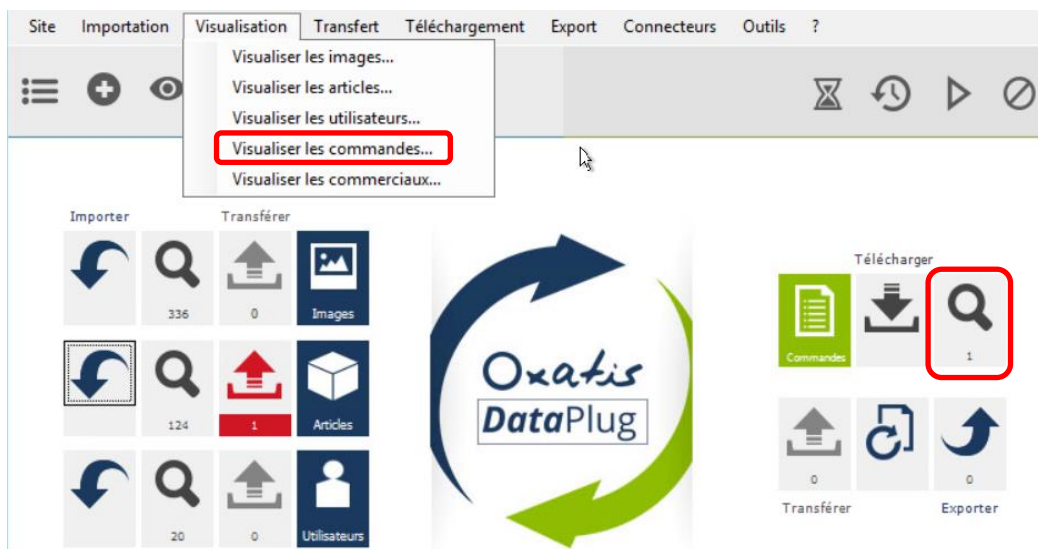 Site Importation Visualisation Transfert Téléchargement Export Connecteurs Outils ?
Visualiser les images...
Visualiser les articles...
Visualiser les utilisateurs...
Visualiser les commandes...
Visualiser les commerciaux...
Importer Transférer
336 0 Images
124 1 Articles
20 0 Utilisateurs
Oxatis
DataPlug
Télécharger
Commandes 1
0 0
Transférer Exporter